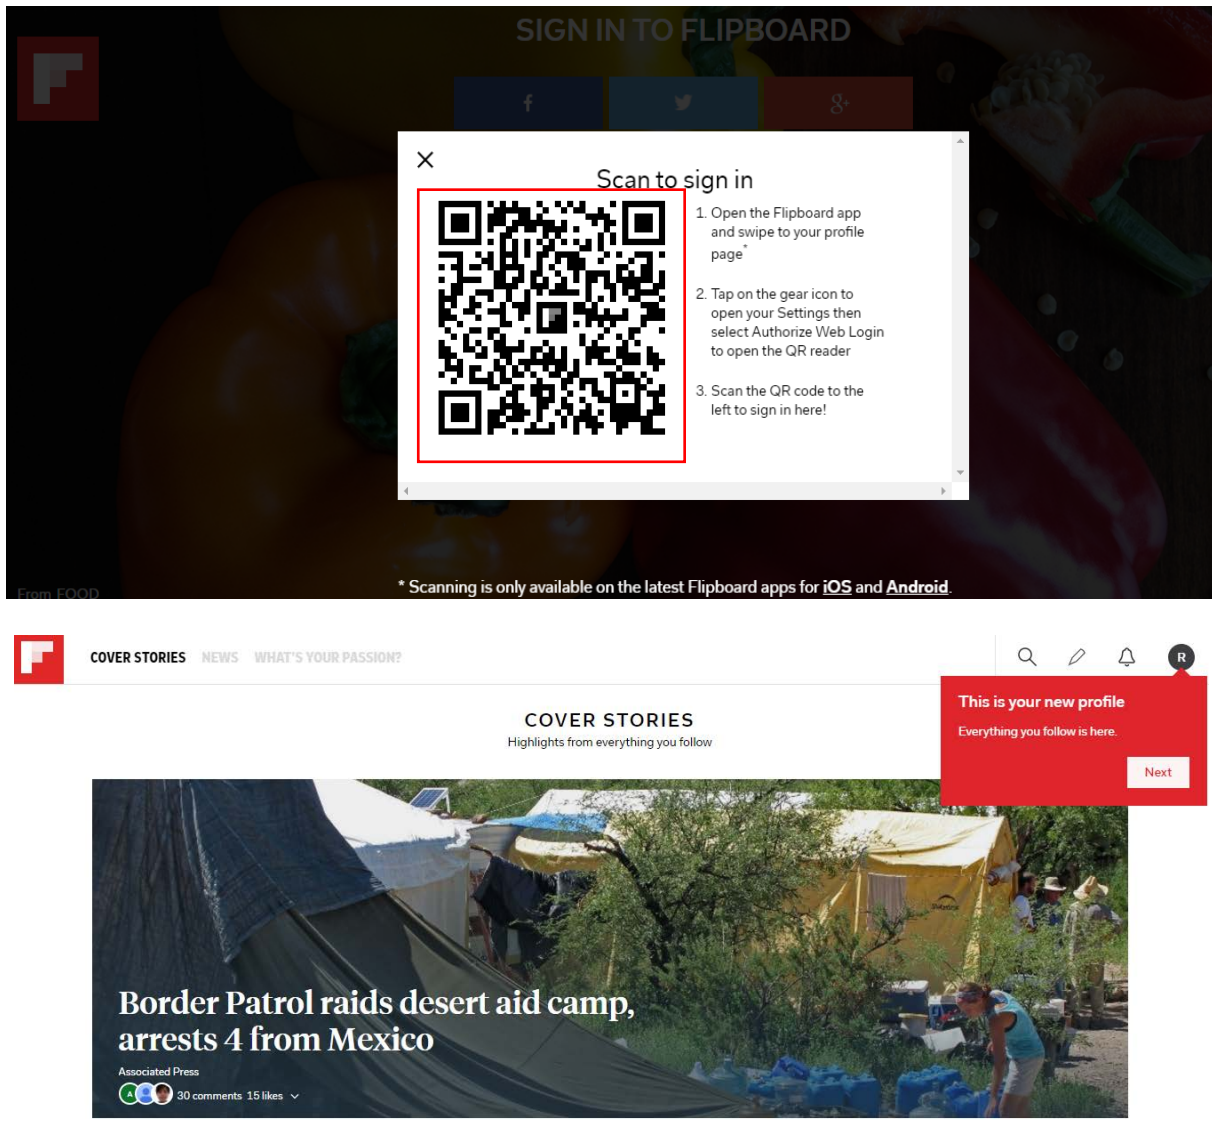 SIGN IN TO FLIPBOARD
f
8+
Scan to sign in
1. Open the Flipboard app
and swipe to your profile
page*
2. Tap on the gear icon to
open your Settings then
select Authorize Web Login
to open the QR reader
3. Scan the QR code to the
left to sign in here!
From FOOD
* Scanning is only available on the latest Flipboard apps for iOS and Android.
COVER STORIES NEWS WHAT'S YOUR PASSION?
R
This is your new profile
Everything you follow is here.
Next
COVER STORIES
Highlights from everything you follow
Border Patrol raids desert aid camp,
arrests 4 from Mexico
Associated Press
A
30 comments 15 likes